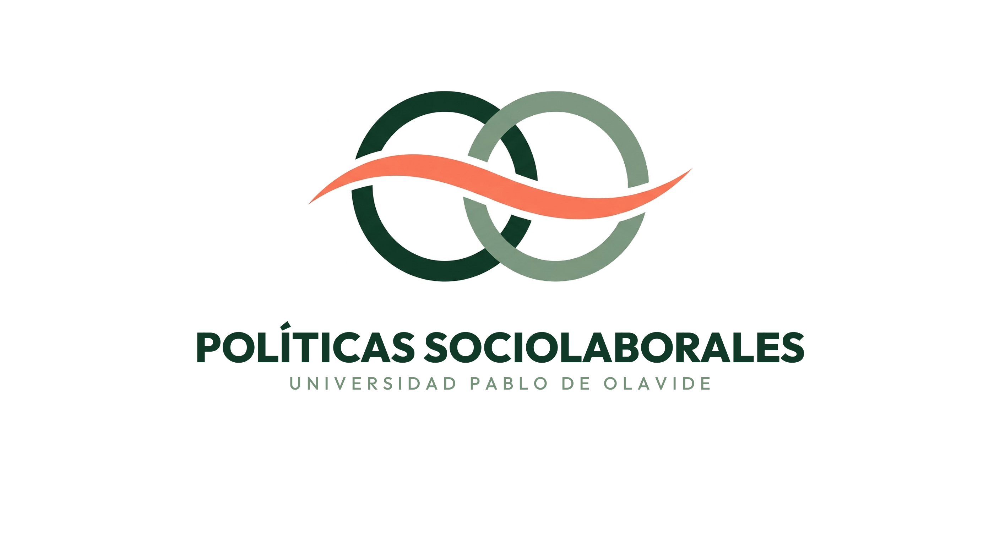 POLÍTICAS SOCIOLABORALES
UNIVERSIDAD PABLO DE OLAVIDE